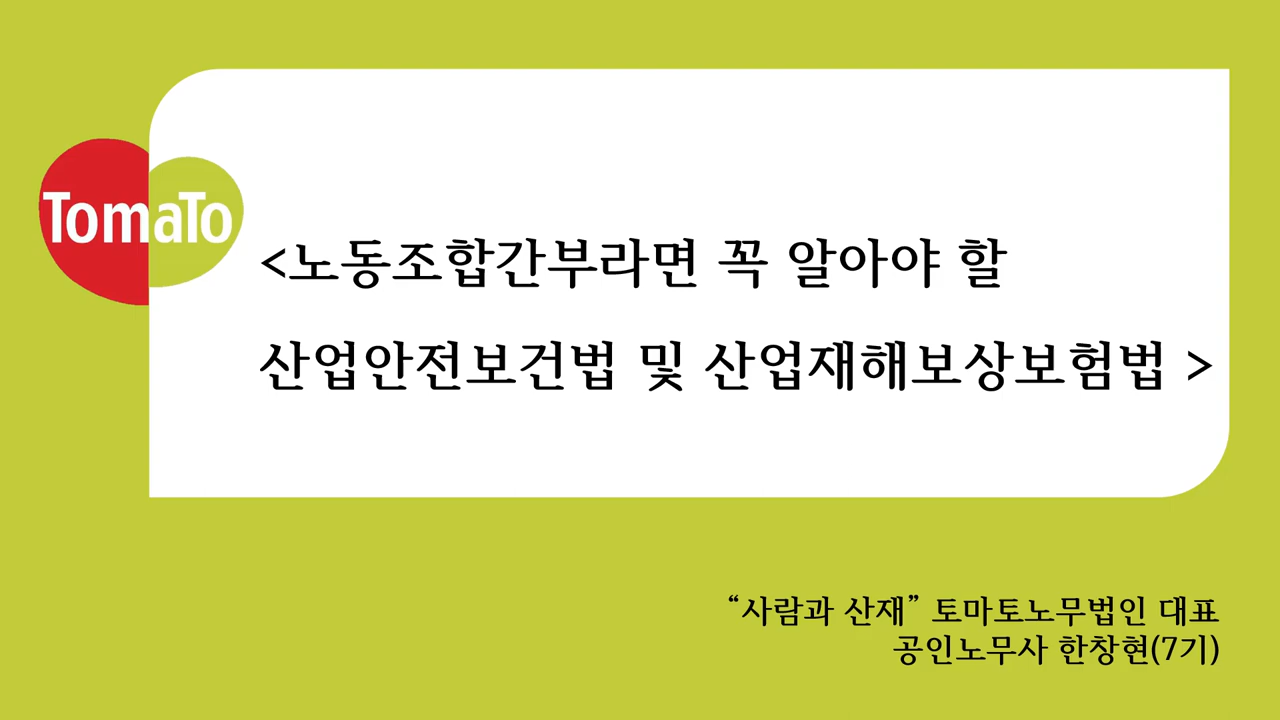 TomaTo
<노동조합간부라면 꼭 알아야 할
산업안전보건법 및 산업재해보상보험법 >
“사람과 산재” 토마토노무법인 대표
공인노무사 한창현(7기)